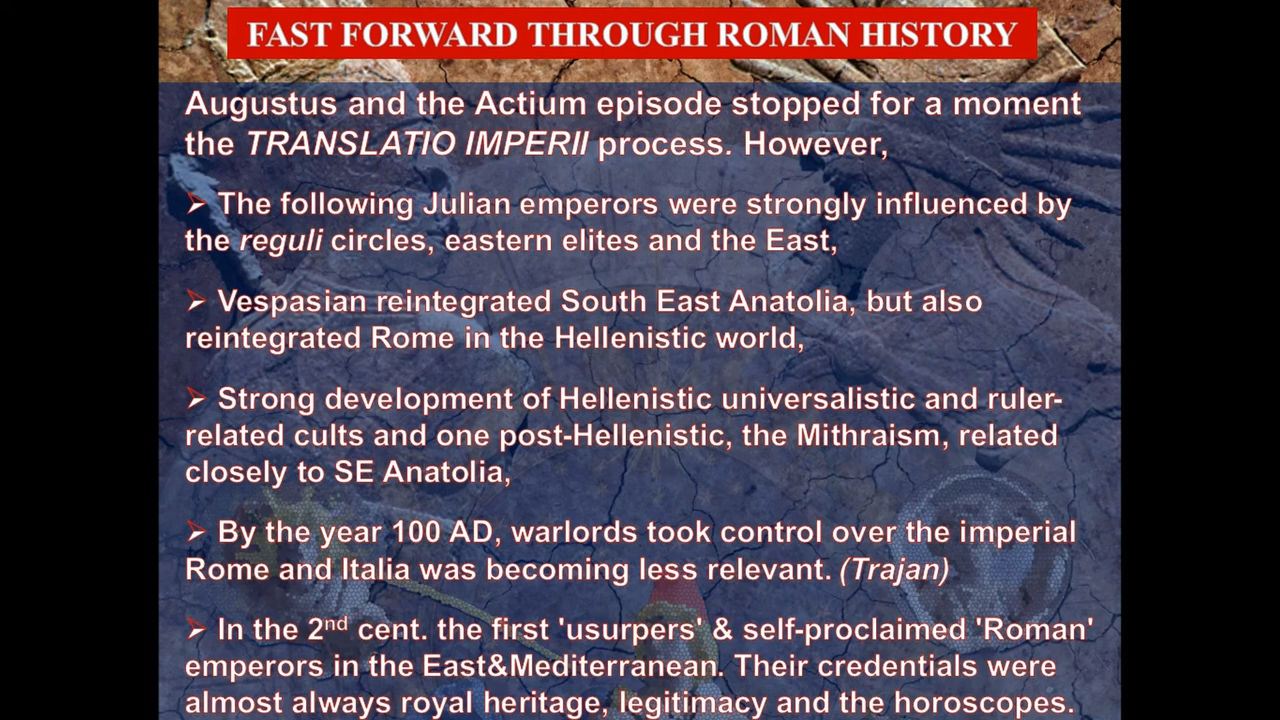 FAST FORWARD THROUGH ROMAN HISTORY
Augustus and the Actium episode stopped for a moment
the TRANSLATIO IMPERII process. However,
➢ The following Julian emperors were strongly influenced by
the reguli circles, eastern elites and the East,
➢ Vespasian reintegrated South East Anatolia, but also
reintegrated Rome in the Hellenistic world,
➢ Strong development of Hellenistic universalistic and ruler-
related cults and one post-Hellenistic, the Mithraism, related
closely to SE Anatolia,
➢ By the year 100 AD, warlords took control over the imperial
Rome and Italia was becoming less relevant. (Trajan)
➢ In the 2nd cent. the first 'usurpers' & self-proclaimed 'Roman'
emperors in the East&Mediterranean. Their credentials were
almost always royal heritage, legitimacy and the horoscopes.